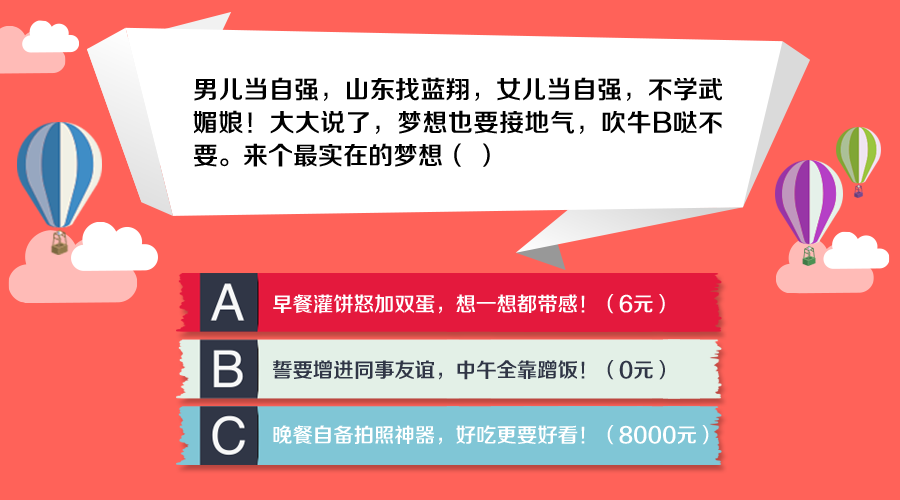 男儿当自强，山东找蓝翔，女儿当自强，不学武
媚娘！大大说了，梦想也要接地气，吹牛B哒不
要。来个最实在的梦想（ ）
A 早餐灌饼怒加双蛋，想一想都带感！（6元）
B 誓要增进同事友谊，中午全靠蹭饭！（0元）
C 晚餐自备拍照神器，好吃更要好看！（8000元）